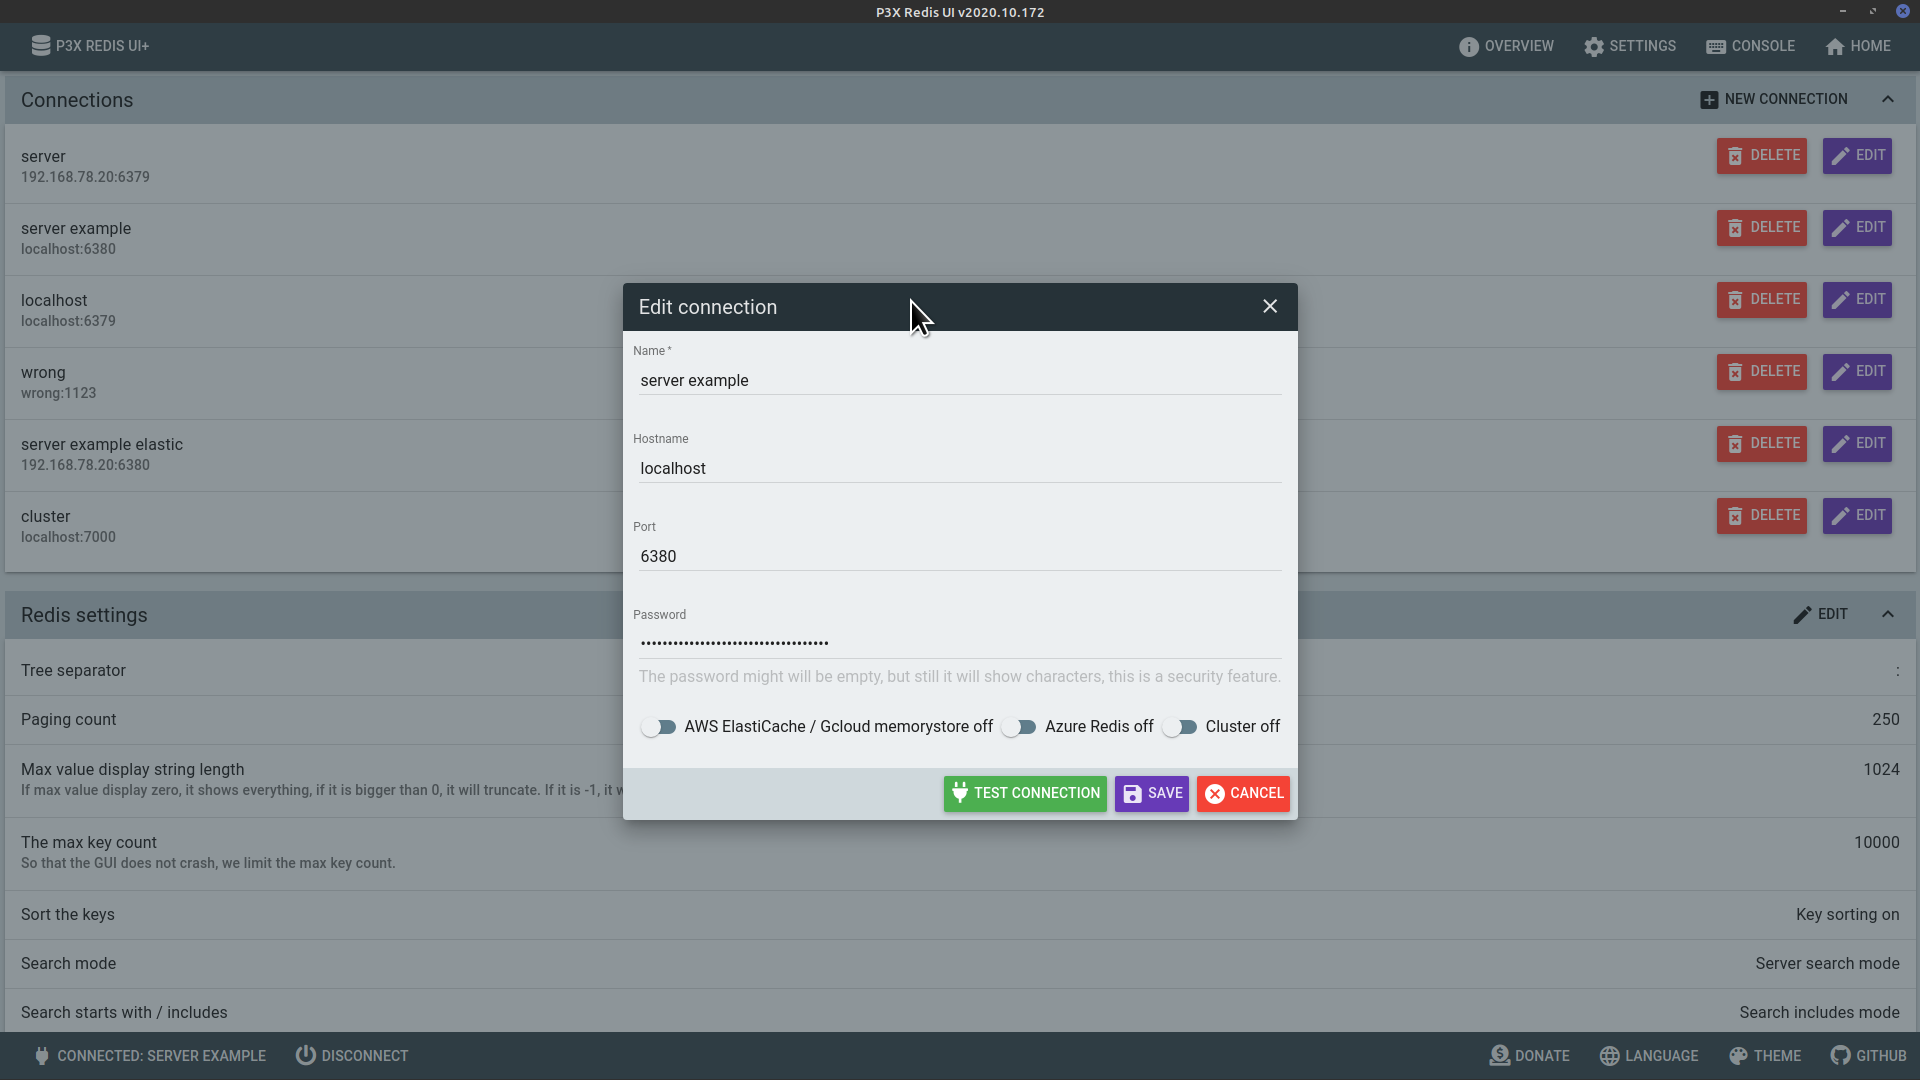 P3X Redis UI v2020.10.172
P3X REDIS UI+
OVERVIEW
SETTINGS
CONSOLE
HOME
Connections
NEW CONNECTION
server
192.168.78.20:6379
DELETE
EDIT
server example
localhost:6380
DELETE
EDIT
localhost
localhost:6379
DELETE
EDIT
wrong
wrong:1123
DELETE
EDIT
server example elastic
192.168.78.20:6380
DELETE
EDIT
cluster
localhost:7000
DELETE
EDIT
Edit connection
Name *
server example
Hostname
localhost
Port
6380
Password
•••••••••••••••••••••••••••••••••••
The password might will be empty, but still it will show characters, this is a security feature.
AWS ElastiCache / Gcloud memorystore off
Azure Redis off
Cluster off
TEST CONNECTION
SAVE
CANCEL
Redis settings
EDIT
Tree separator
:
Paging count
250
Max value display string length
1024
If max value display zero, it shows everything, if it is bigger than 0, it will truncate. If it is -1, it
The max key count
10000
So that the GUI does not crash, we limit the max key count.
Sort the keys
Key sorting on
Search mode
Server search mode
Search starts with / includes
Search includes mode
CONNECTED: SERVER EXAMPLE
DISCONNECT
DONATE
LANGUAGE
THEME
GITHUB